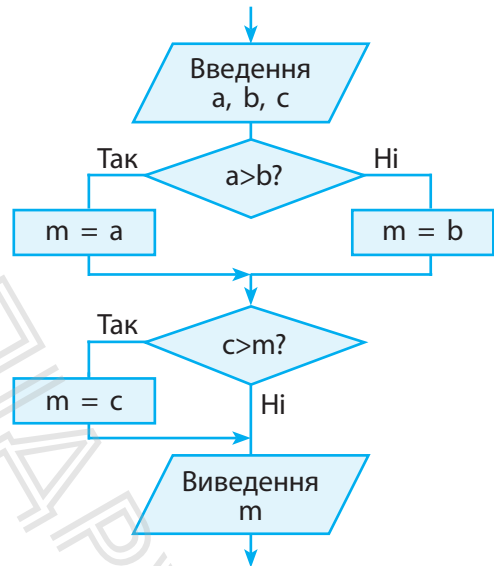 Введення
a, b, c
Так
a>b?
Ні
m = a
m = b
Так
c>m?
m = c
Ні
Виведення
m